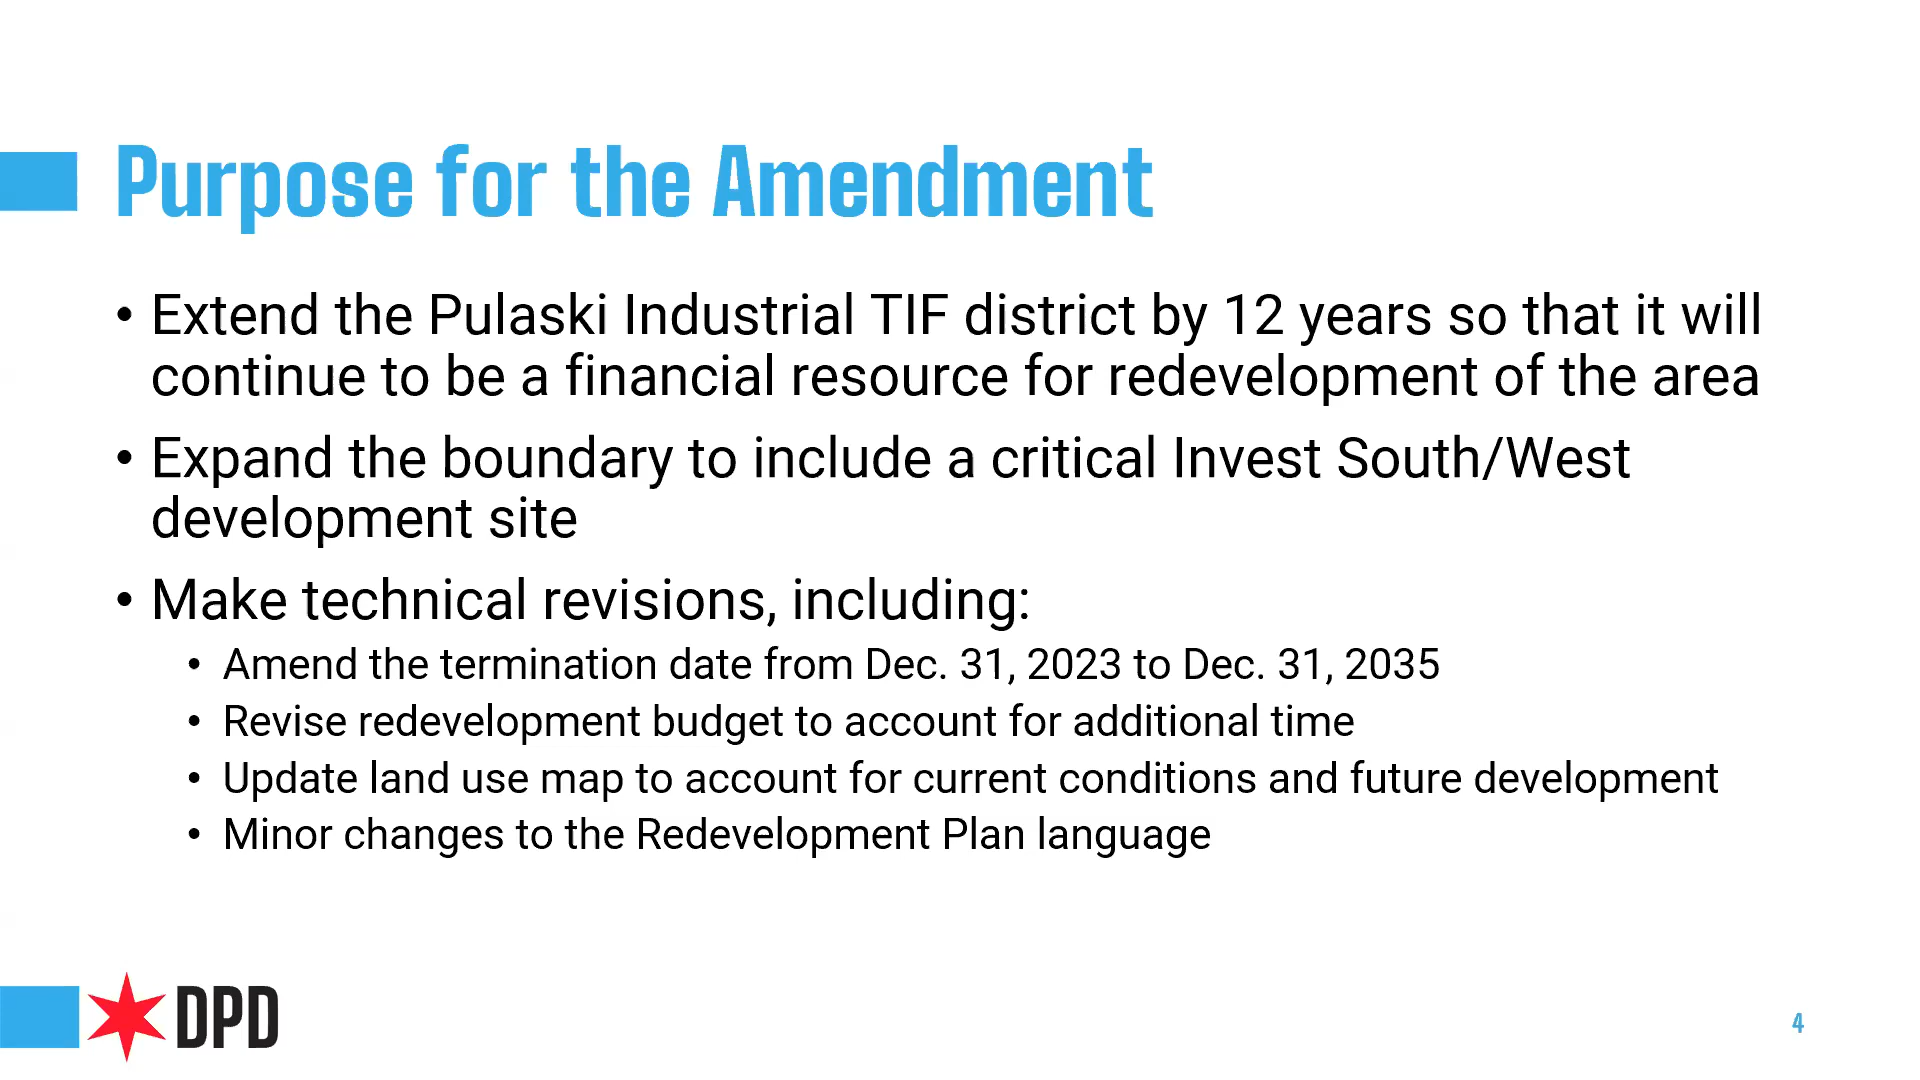 Purpose for the Amendment
• Extend the Pulaski Industrial TIF district by 12 years so that it will
continue to be a financial resource for redevelopment of the area
• Expand the boundary to include a critical Invest South/West
development site
• Make technical revisions, including:
• Amend the termination date from Dec. 31, 2023 to Dec. 31, 2035
• Revise redevelopment budget to account for additional time
• Update land use map to account for current conditions and future development
• Minor changes to the Redevelopment Plan language
DPD
4